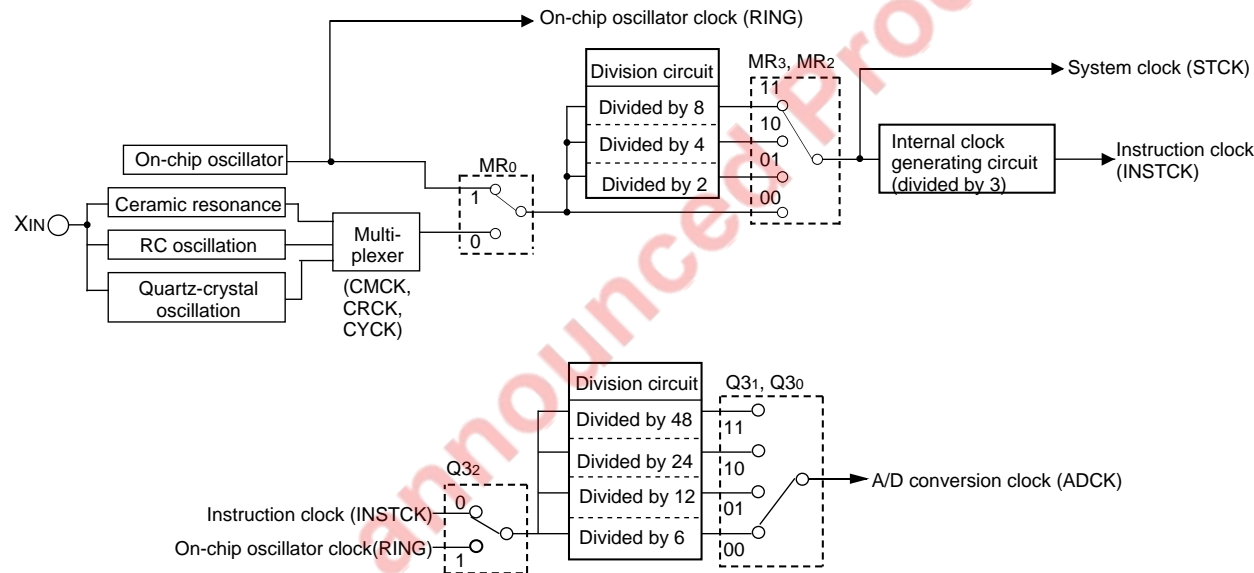 On-chip oscillator clock (RING)
Division circuit
MR3, MR2
System clock (STCK)
11
Divided by 8
10
Divided by 4
01
Divided by 2
00
Internal clock
generating circuit
(divided by 3)
Instruction clock
(INSTCK)
On-chip oscillator
MR0
1
0
XIN
Ceramic resonance
RC oscillation
Quartz-crystal
oscillation
Multi-
plexer
(CMCK,
CRCK,
CYCK)
Division circuit
Q31, Q30
Divided by 48
11
Divided by 24
10
Divided by 12
01
Divided by 6
00
Q32
0
Instruction clock (INSTCK)
On-chip oscillator clock(RING)
1
A/D conversion clock (ADCK)
announced Proc